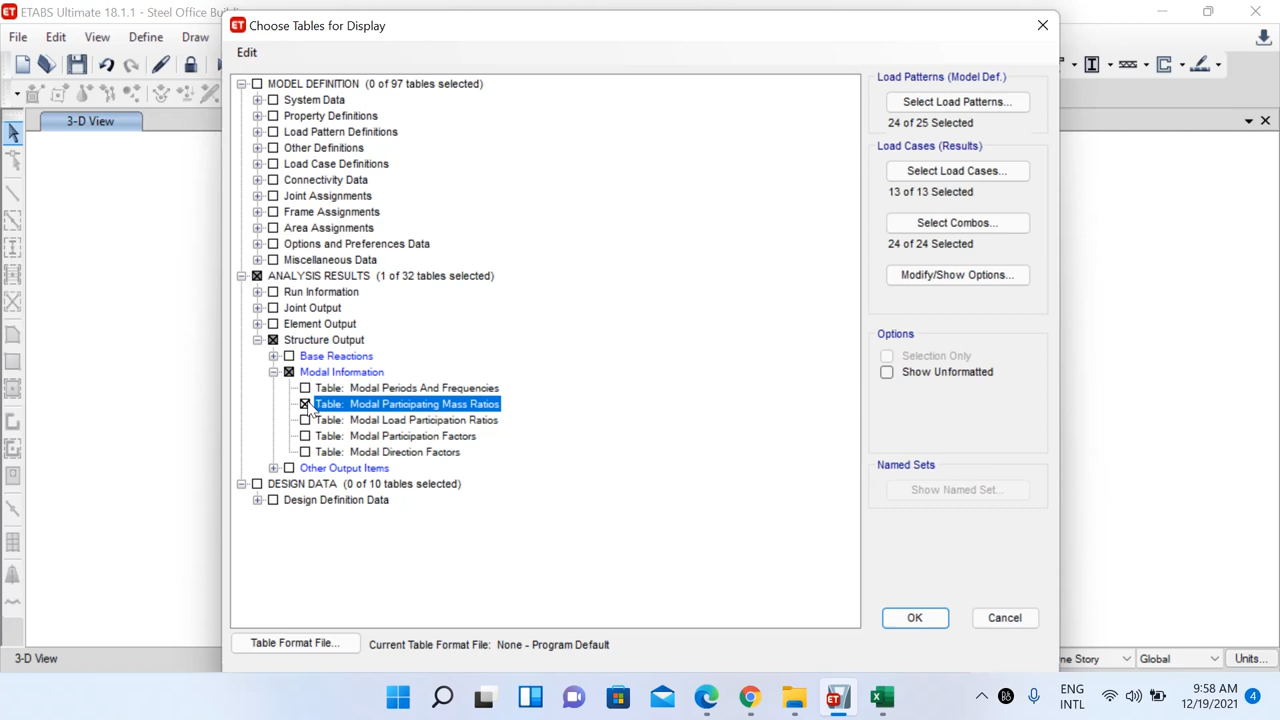 ETABS Ultimate 18.1.1 - Steel Office Buil
File Edit View Define Draw
3-D View
Choose Tables for Display
Edit
MODEL DEFINITION (0 of 97 tables selected)
System Data
Property Definitions
Load Pattern Definitions
Other Definitions
Load Case Definitions
Connectivity Data
Joint Assignments
Frame Assignments
Area Assignments
Options and Preferences Data
Miscellaneous Data
ANALYSIS RESULTS (1 of 32 tables selected)
Run Information
Joint Output
Element Output
Structure Output
Base Reactions
Modal Information
Table: Modal Periods And Frequencies
Table: Modal Participating Mass Ratios
Table: Modal Load Participation Ratios
Table: Modal Participation Factors
Table: Modal Direction Factors
Other Output Items
DESIGN DATA (0 of 10 tables selected)
Design Definition Data
Load Patterns (Model Def.)
Select Load Patterns...
24 of 25 Selected
Load Cases (Results)
Select Load Cases...
13 of 13 Selected
Select Combos...
24 of 24 Selected
Modify/Show Options...
Options
Selection Only
Show Unformatted
Named Sets
Show Named Set...
OK Cancel
Table Format File... Current Table Format File: None - Program Default
3-D View
ne Story Global Units...
ENG
INTL
9:58 AM
12/19/2021
4